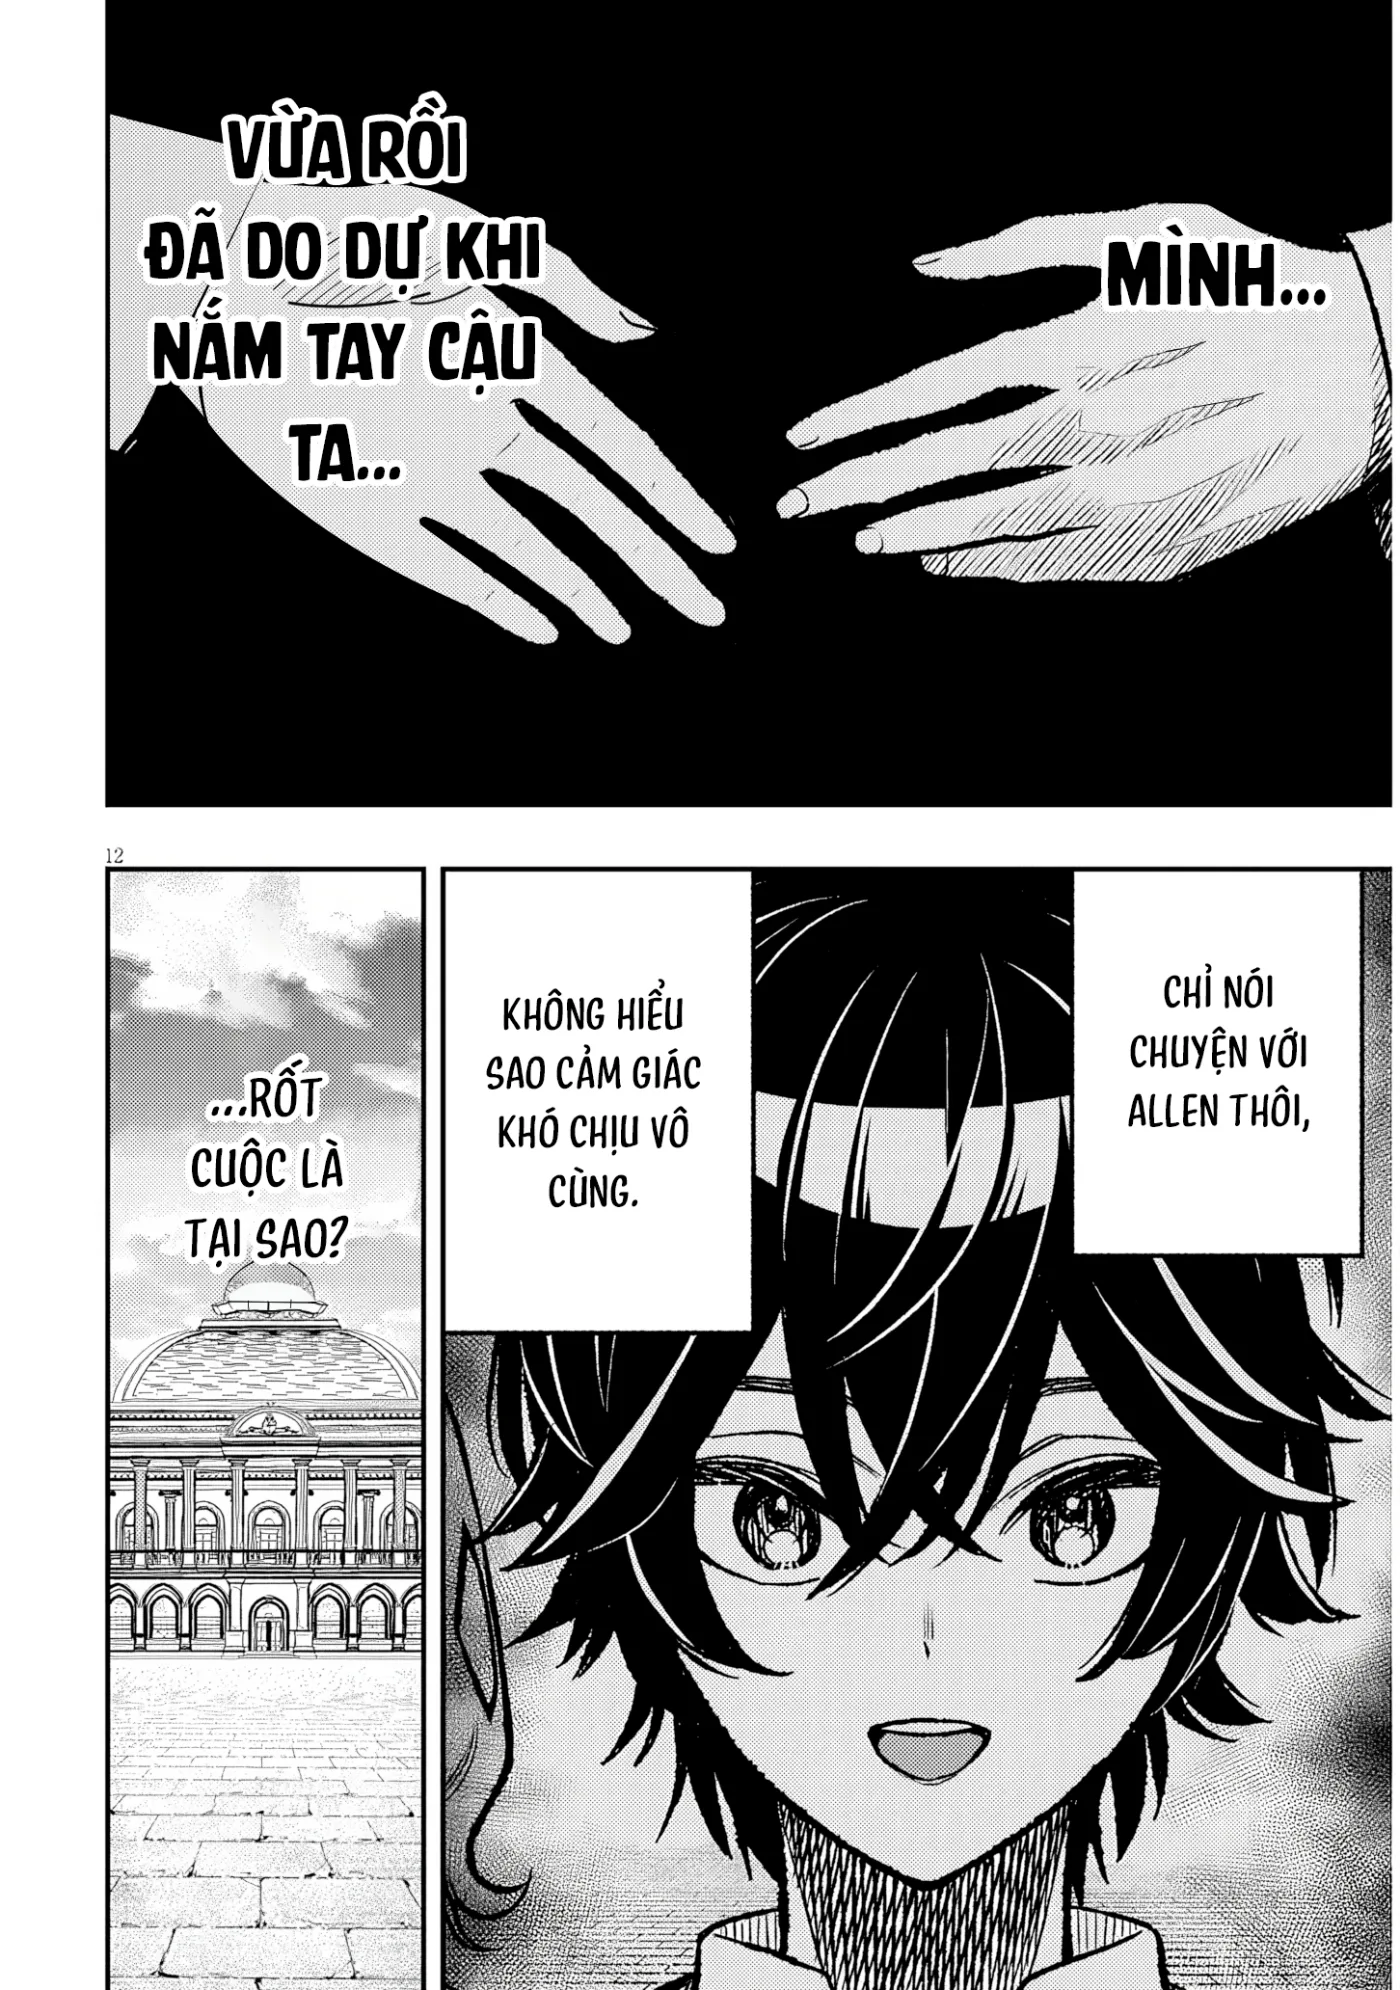 MÌNH...
VỪA RỒI
ĐÃ DO DỰ KHI
NẮM TAY CẬU
TA...
12
CHỈ NÓI
CHUYỆN VỚI
ALLEN THÔI,
KHÔNG HIỂU
SAO CẢM GIÁC
KHÓ CHỊU VÔ
CÙNG.
...RỐT
CUỘC LÀ
TẠI SAO?